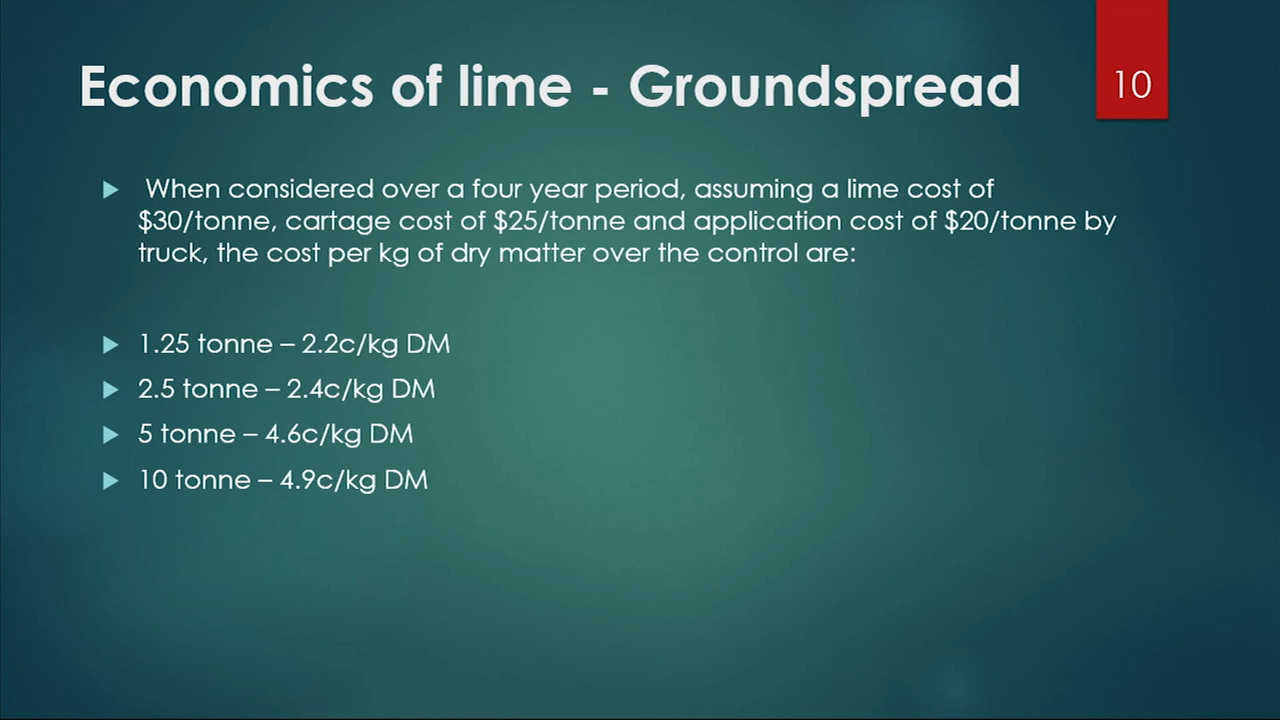 Economics of lime - Groundspread
10
When considered over a four year period, assuming a lime cost of
$30/tonne, cartage cost of $25/tonne and application cost of $20/tonne by
truck, the cost per kg of dry matter over the control are:
1.25 tonne – 2.2c/kg DM
2.5 tonne – 2.4c/kg DM
5 tonne – 4.6c/kg DM
10 tonne – 4.9c/kg DM